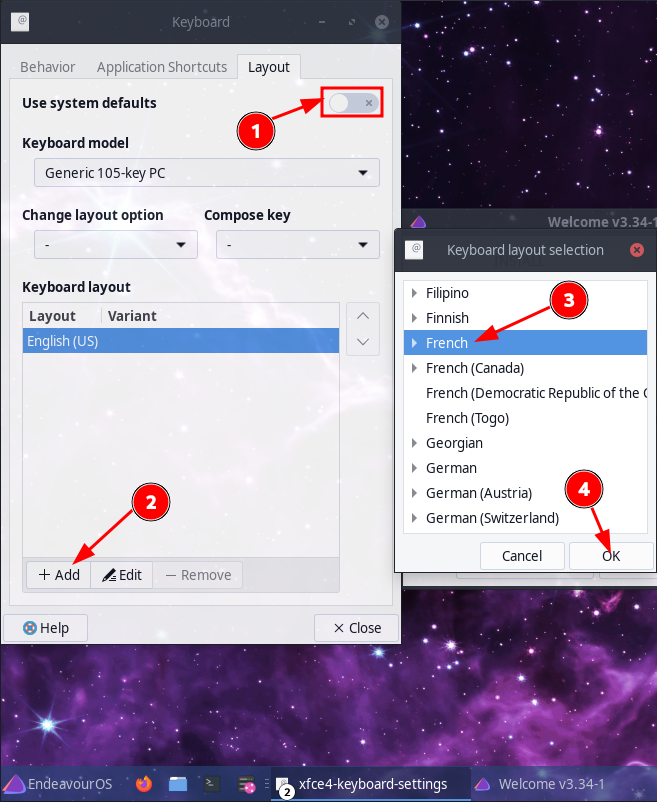 Keyboard
Behavior Application Shortcuts Layout
Use system defaults
1
Keyboard model
Generic 105-key PC
Change layout option Compose key
- -
Keyboard layout
Layout Variant
English (US)
2
+ Add Edit − Remove
Help × Close
Welcome v3.34-1
Keyboard layout selection
Filipino
3
Finnish
French
French (Canada)
French (Democratic Republic of the C
French (Togo)
Georgian
German
4
German (Austria)
German (Switzerland)
Cancel OK
EndeavourOS 2 xfce4-keyboard-settings Welcome v3.34-1